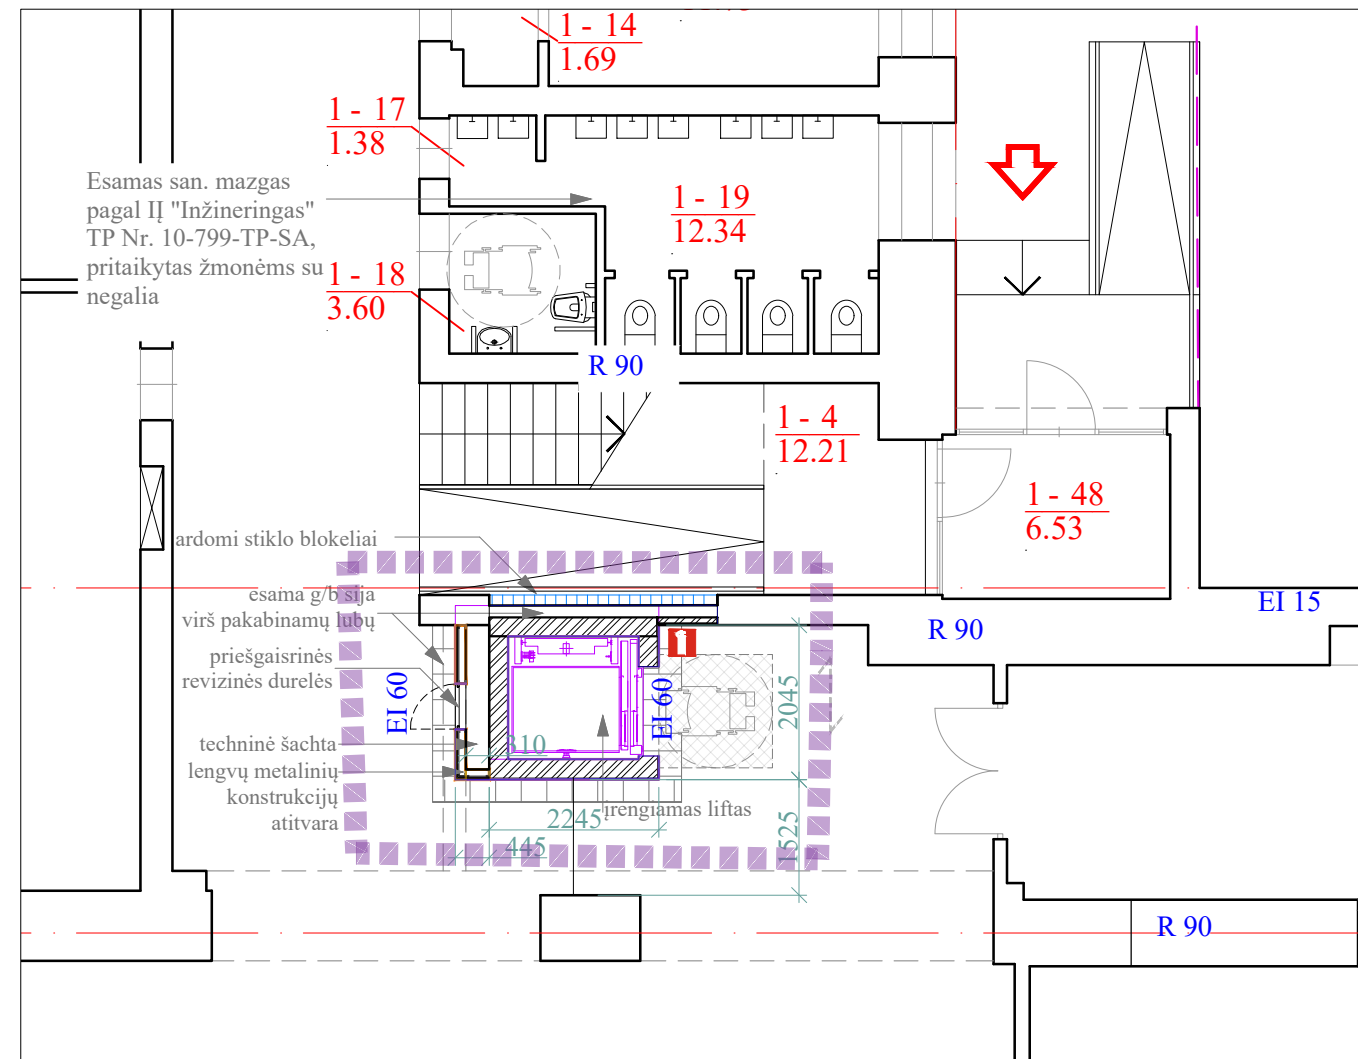 1 - 14
1.69
1 - 17
1.38
Esamas san. mazgas
pagal IĮ "Inžineringas"
TP Nr. 10-799-TP-SA,
pritaikytas žmonėms su
negalia
1 - 19
12.34
1 - 18
3.60
R 90
1 - 4
12.21
1 - 48
6.53
ardomi stiklo blokeliai
esama g/b sija
virš pakabinamų lubų
EI 15
R 90
priešgaisrinės
revizinės durelės
EI 60
EI 60
2045
techninė šachta
310
lengvų metalinių
konstrukcijų
atitvara
įrengiamas liftas
2245
445
1525
R 90